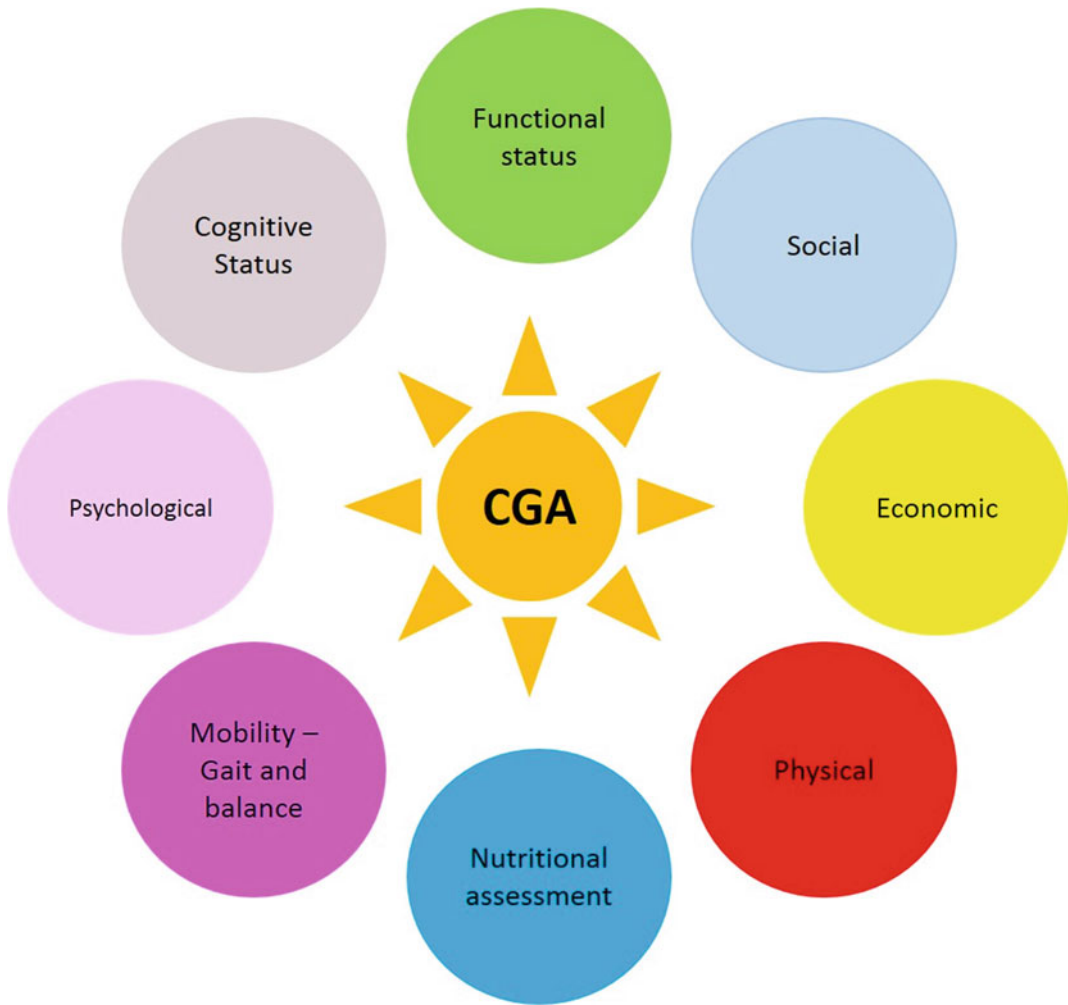 Functional
status
Social
Economic
Physical
Nutritional
assessment
Mobility –
Gait and
balance
Psychological
Cognitive
Status
CGA